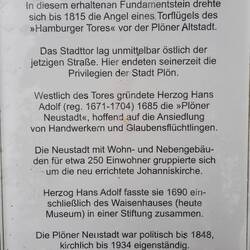 In diesem erhaltenan Fundamentstein drehte
sich bis 1815 die Angel eines Torflügels des
»Hamburger Tores« vor der Plöner Altstadt.
Das Stadttor lag unmittelbar östlich der
jetzigen Straße. Hier endeten seinerzeit die
Privilegien der Stadt Plön.
Westlich des Tores gründete Herzog Hans
Adolf (reg. 1671-1704) 1685 die »Plöner
Neustadt«, hoffend auf die Ansiedlung
von Handwerkern und Glaubensflüchtlingen.
Die Neustadt mit Wohn- und Nebengebäu-
den für etwa 250 Einwohner gruppierte sich
um die neu errichtete Johanniskirche.
Herzog Hans Adolf fasste sie 1690 ein-
schließlich des Waisenhauses (heute
Museum) in einer Stiftung zusammen.
Die Plöner Neustadt war politisch bis 1848,
kirchlich bis 1934 eigenständig.